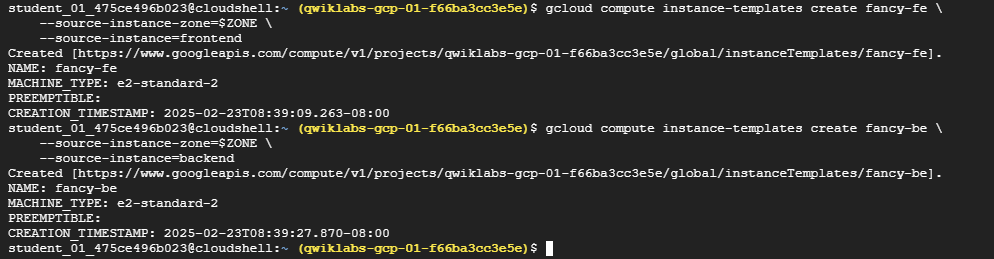 student_01_475ce496b023@cloudshell:~ (qwiklabs-gcp-01-f66ba3cc3e5e)$ gcloud compute instance-templates create fancy-fe \
    --source-instance-zone=$ZONE \
    --source-instance=frontend
Created [https://www.googleapis.com/compute/v1/projects/qwiklabs-gcp-01-f66ba3cc3e5e/global/instanceTemplates/fancy-fe].
NAME: fancy-fe
MACHINE_TYPE: e2-standard-2
PREEMPTIBLE:
CREATION_TIMESTAMP: 2025-02-23T08:39:09.263-08:00
student_01_475ce496b023@cloudshell:~ (qwiklabs-gcp-01-f66ba3cc3e5e)$ gcloud compute instance-templates create fancy-be \
    --source-instance-zone=$ZONE \
    --source-instance=backend
Created [https://www.googleapis.com/compute/v1/projects/qwiklabs-gcp-01-f66ba3cc3e5e/global/instanceTemplates/fancy-be].
NAME: fancy-be
MACHINE_TYPE: e2-standard-2
PREEMPTIBLE:
CREATION_TIMESTAMP: 2025-02-23T08:39:27.870-08:00
student_01_475ce496b023@cloudshell:~ (qwiklabs-gcp-01-f66ba3cc3e5e)$